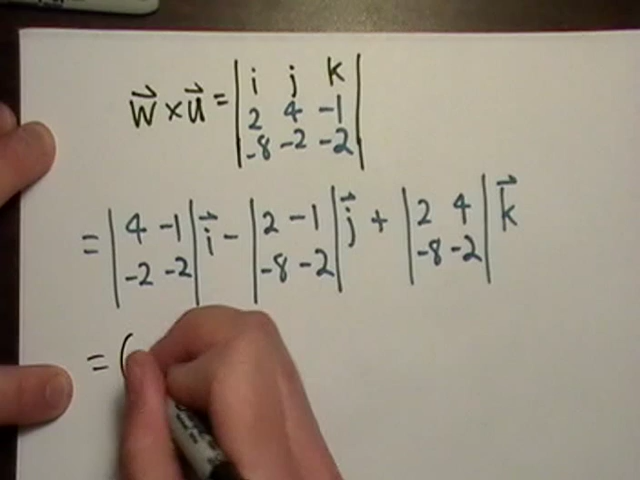 w⃗ × u⃗ = | i j k |
| 2 4 -1 |
| -8 -2 -2 |
= | 4 -1 | i⃗ - | 2 -1 | j⃗ + | 2 4 | k⃗
| -2 -2 | | -8 -2 | | -8 -2 |
= (